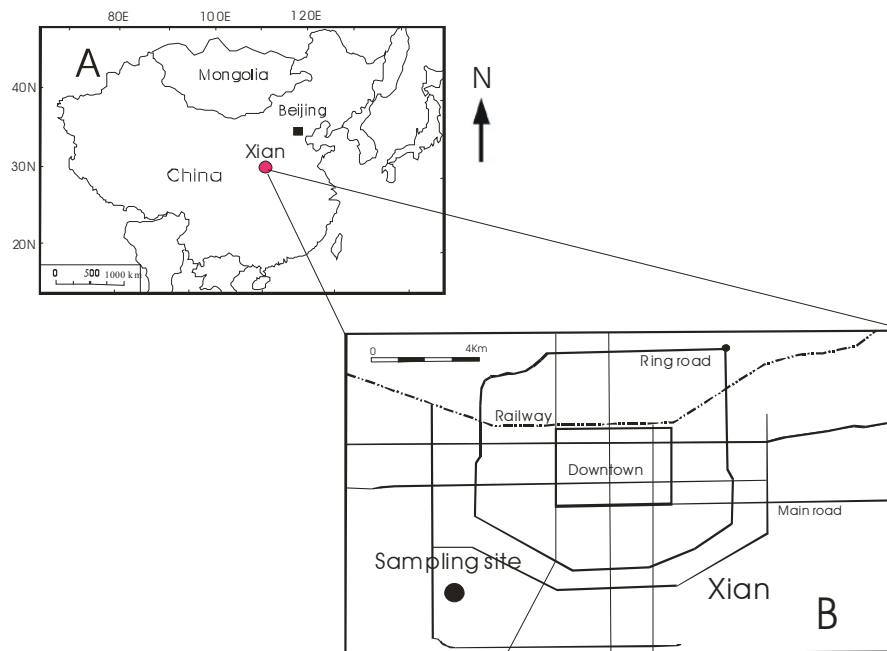 80E 100E 120E
A
N
Mongolia
40N
Beijing
Xian
30N
China
20N
0 500 1000 km
0 4Km
Ring road
Railway
Downtown
Main road
Sampling site
Xian
B